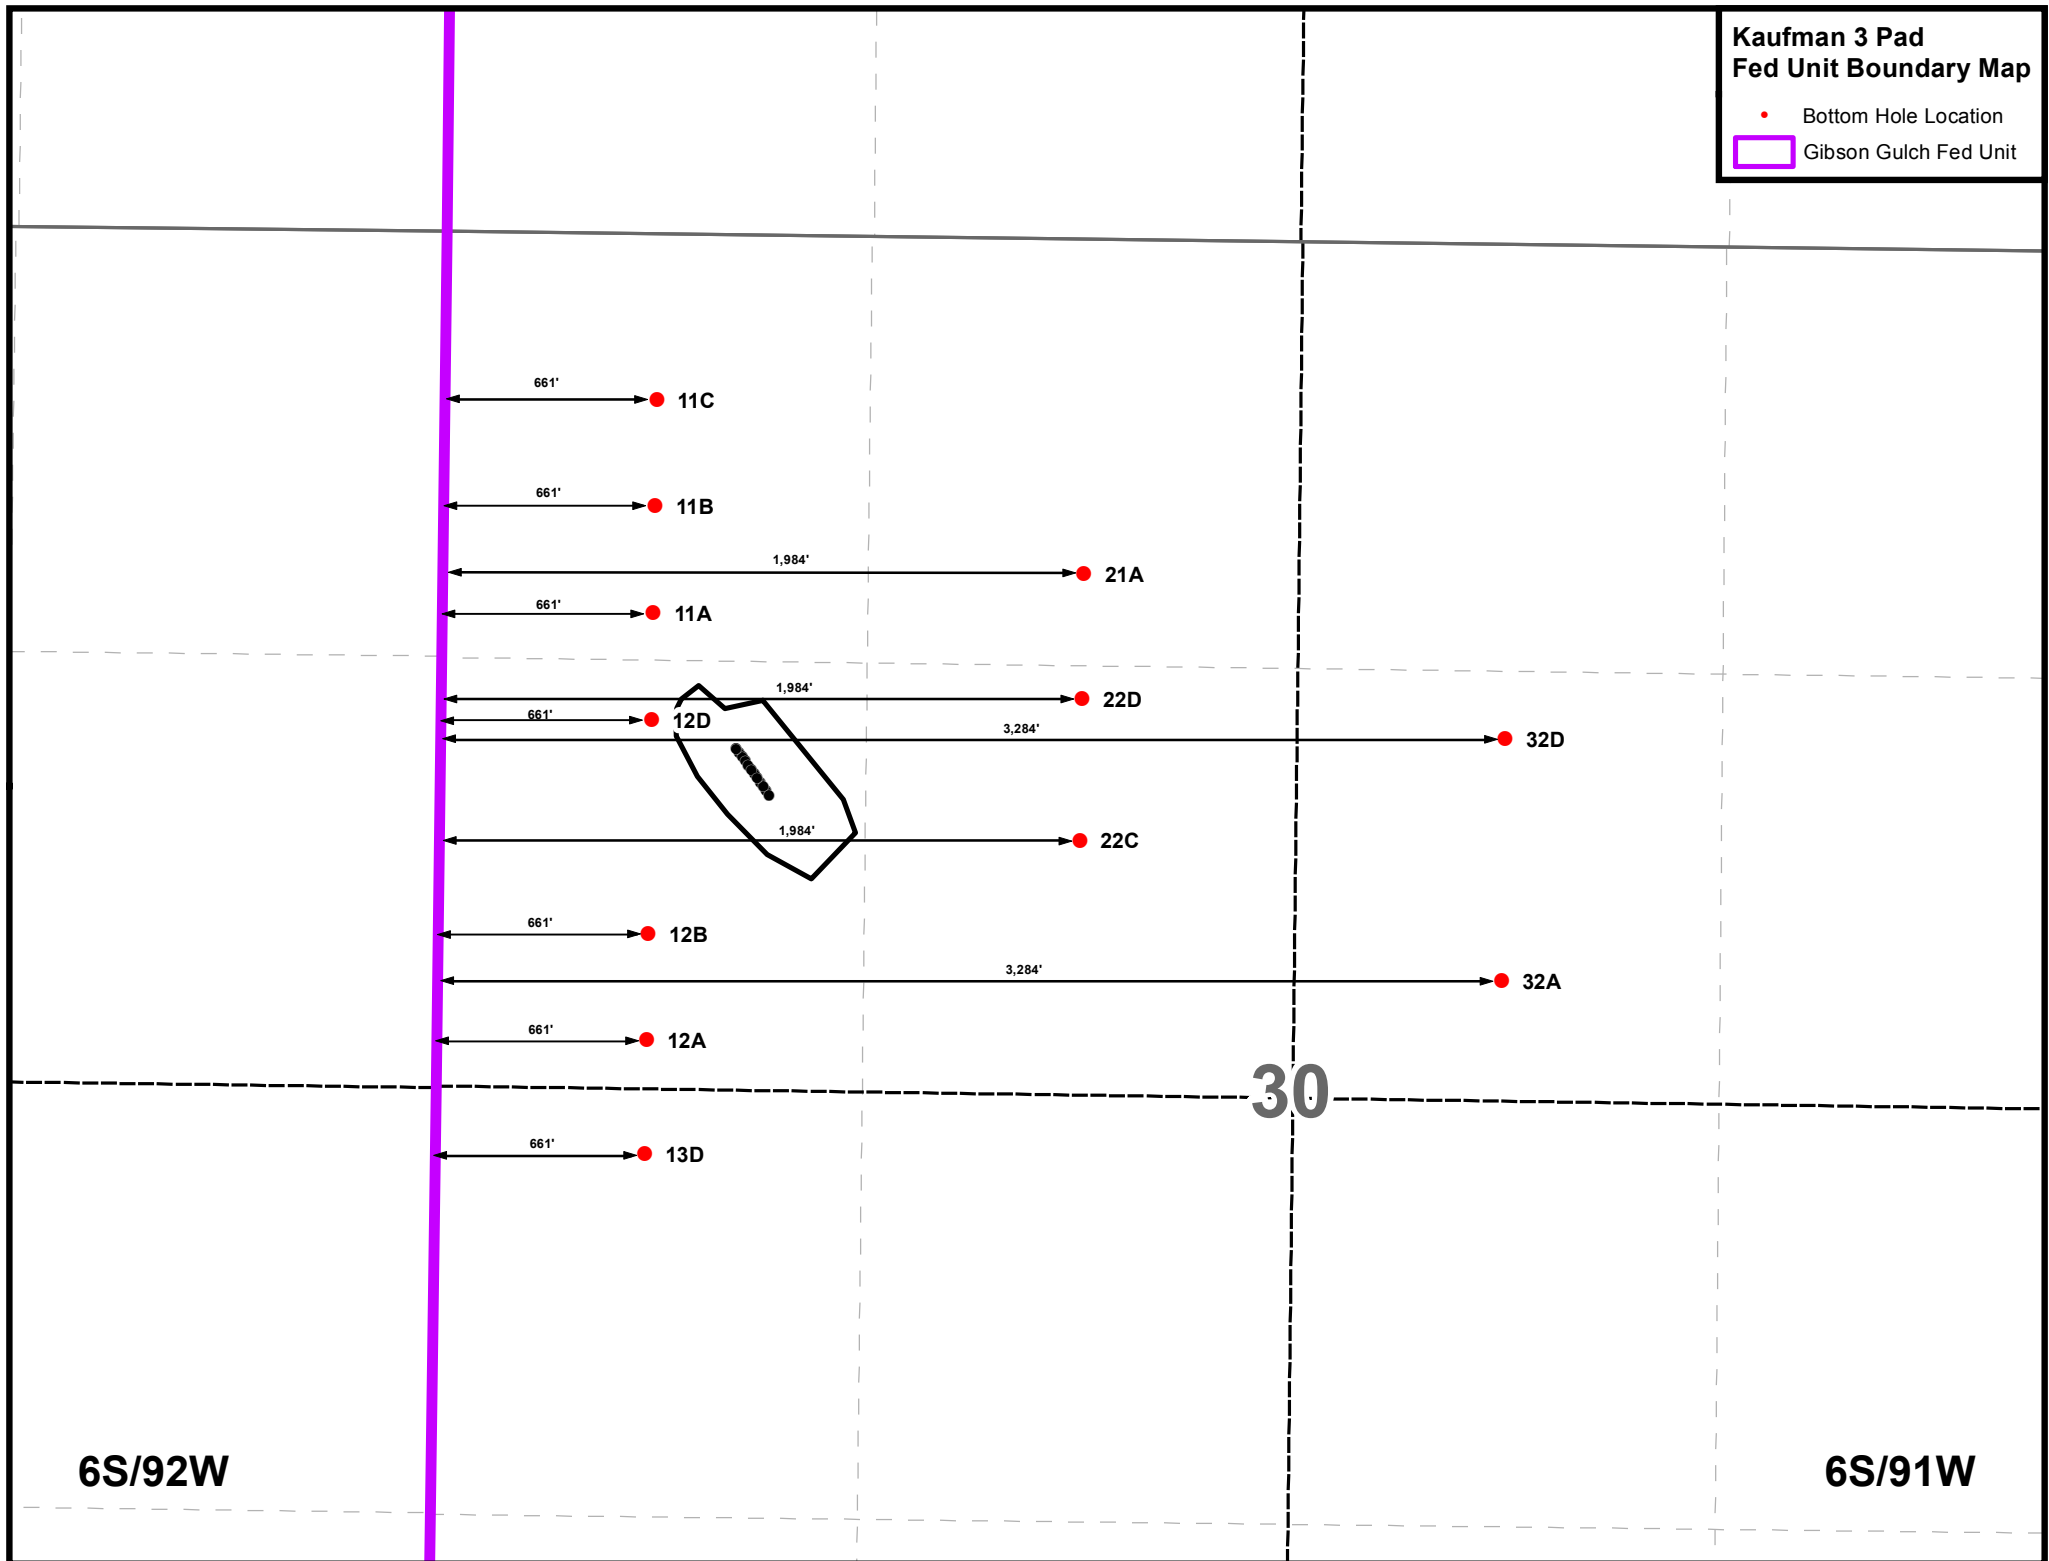 Kaufman 3 Pad
Fed Unit Boundary Map
Bottom Hole Location
Gibson Gulch Fed Unit
661'
11C
661'
11B
1,984'
21A
661'
11A
1,984'
22D
661'
12D
3,284'
32D
1,984'
22C
661'
12B
3,284'
32A
661'
12A
30
661'
13D
6S/92W
6S/91W